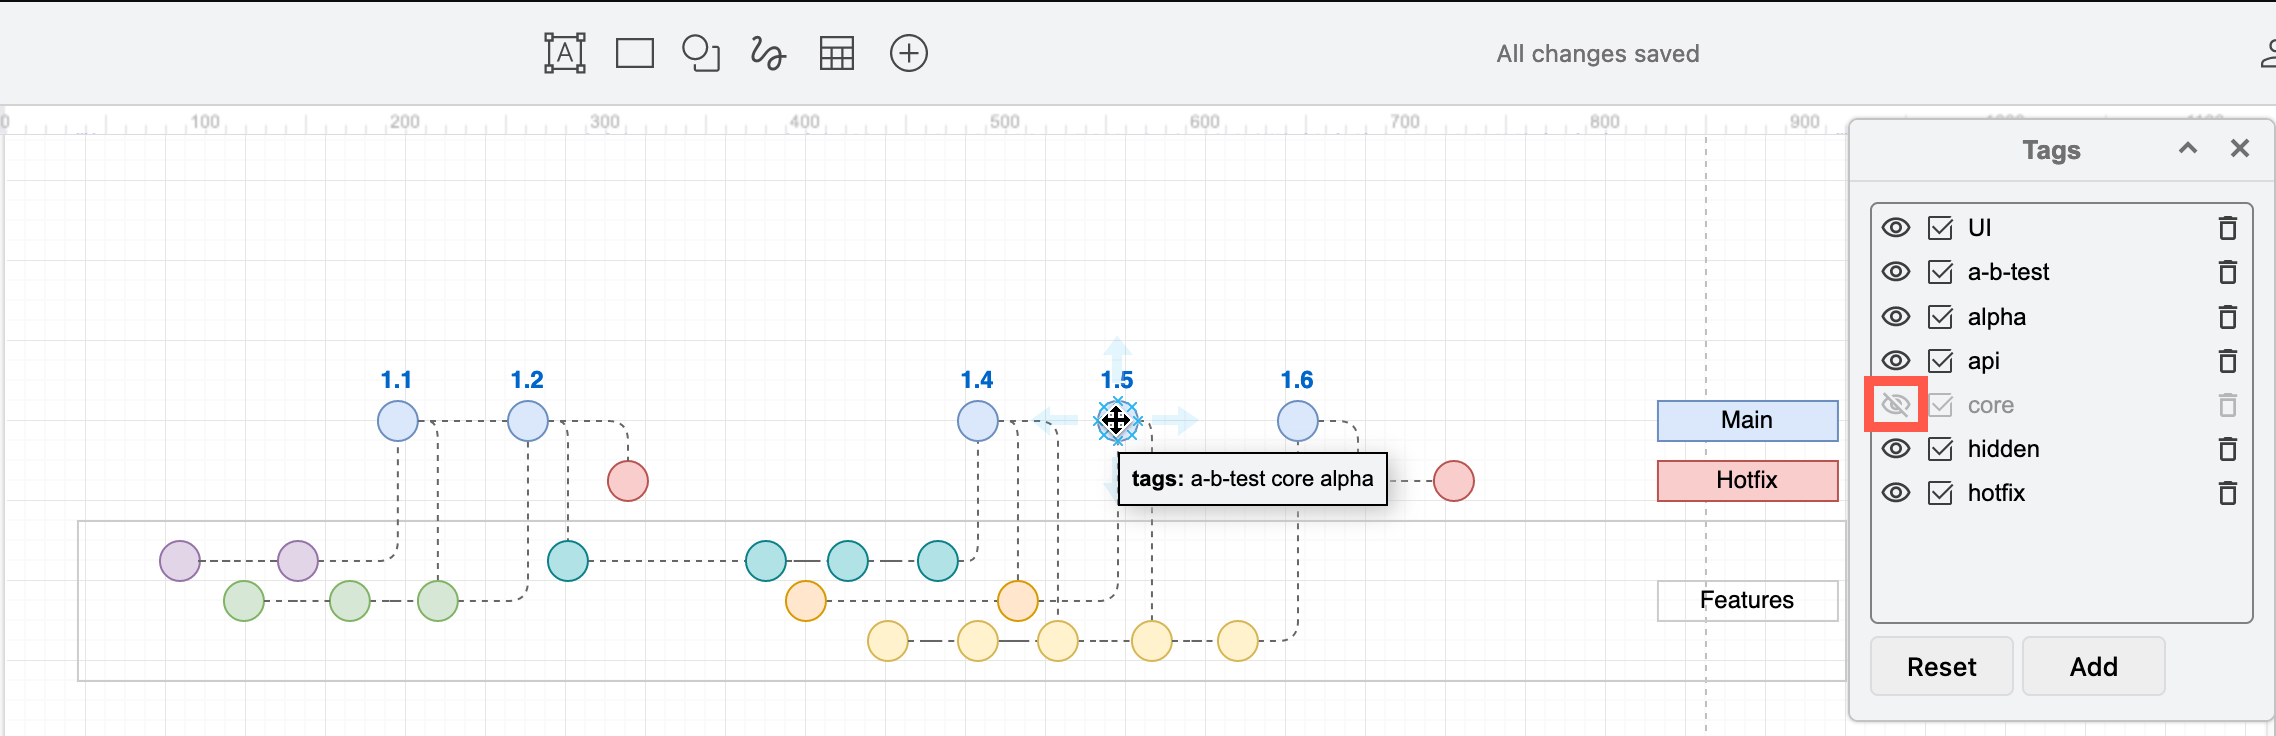 A
All changes saved
0 100 200 300 400 500 600 700 800 900
Tags
UI
a-b-test
alpha
api
core
hidden
hotfix
Reset Add
1.1 1.2 1.4 1.5 1.6
Main
tags: a-b-test core alpha
Hotfix
Features